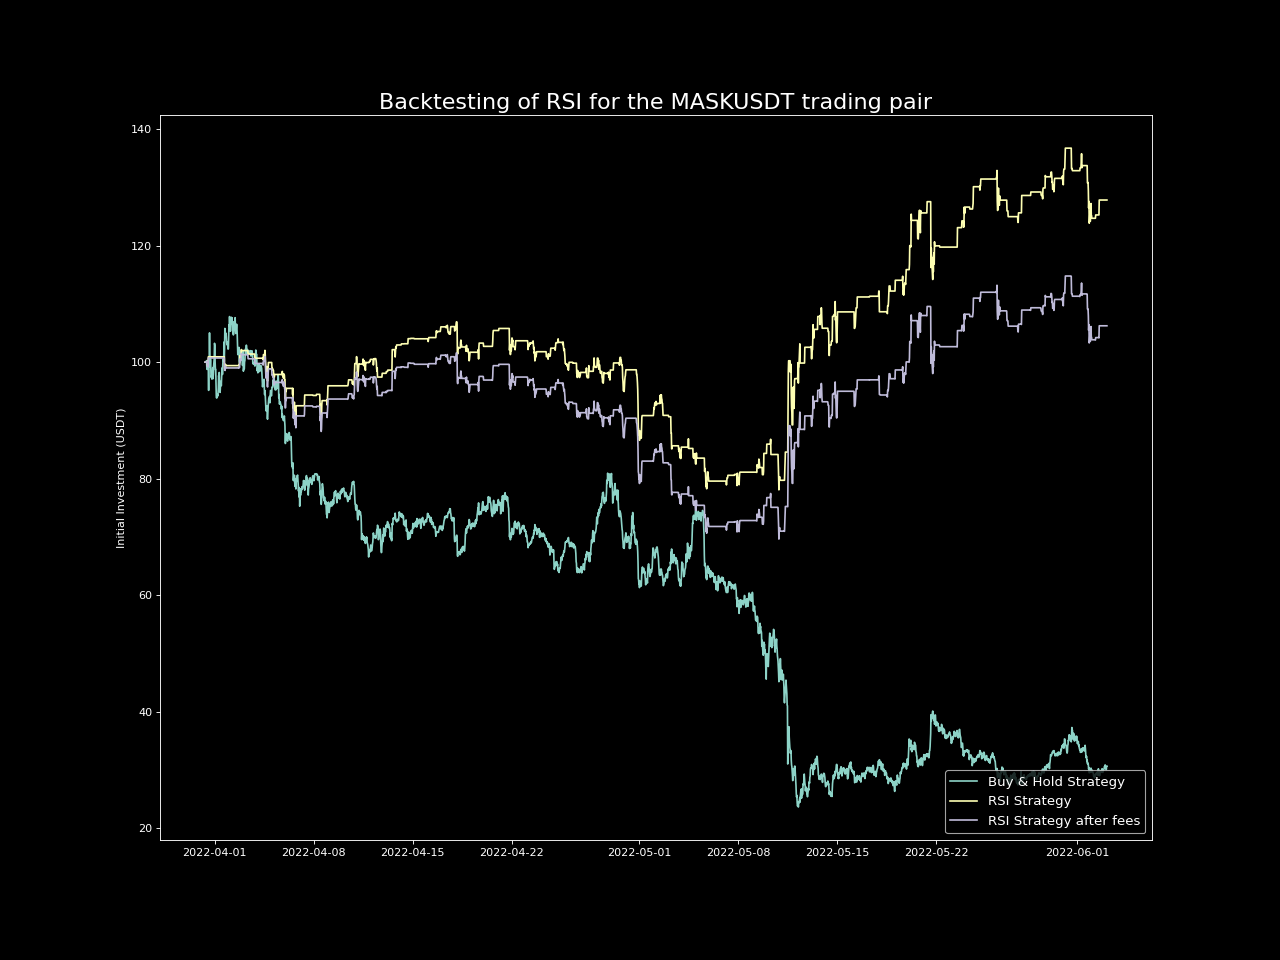 Backtesting of RSI for the MASKUSDT trading pair
Initial Investment (USDT)
140
120
100
80
60
40
20
2022-04-01 2022-04-08 2022-04-15 2022-04-22 2022-05-01 2022-05-08 2022-05-15 2022-05-22 2022-06-01
Buy & Hold Strategy
RSI Strategy
RSI Strategy after fees